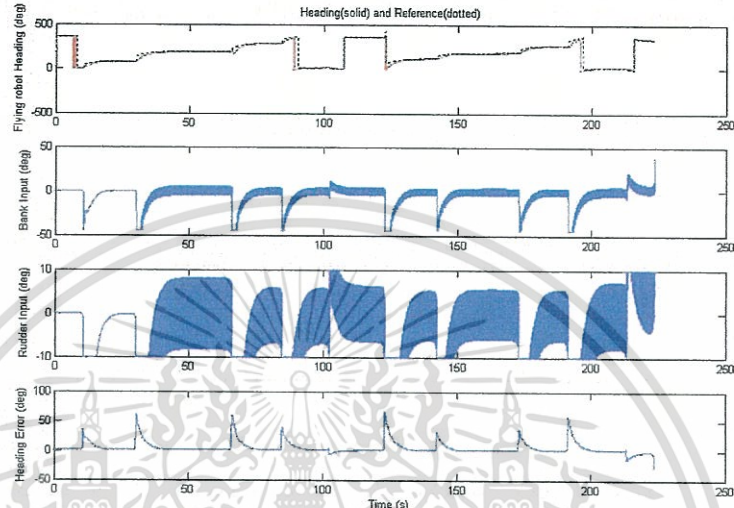 Heading(solid) and Reference(dotted)
Flying robot Heading (deg)
500
0
-500
0 50 100 150 200 250
Bank Input (deg)
50
0
-50
0 50 100 150 200 250
Rudder Input (deg)
10
0
-10
0 50 100 150 200 250
Heading Error (deg)
100
50
0
-50
0 50 100 150 200 250
Time (s)